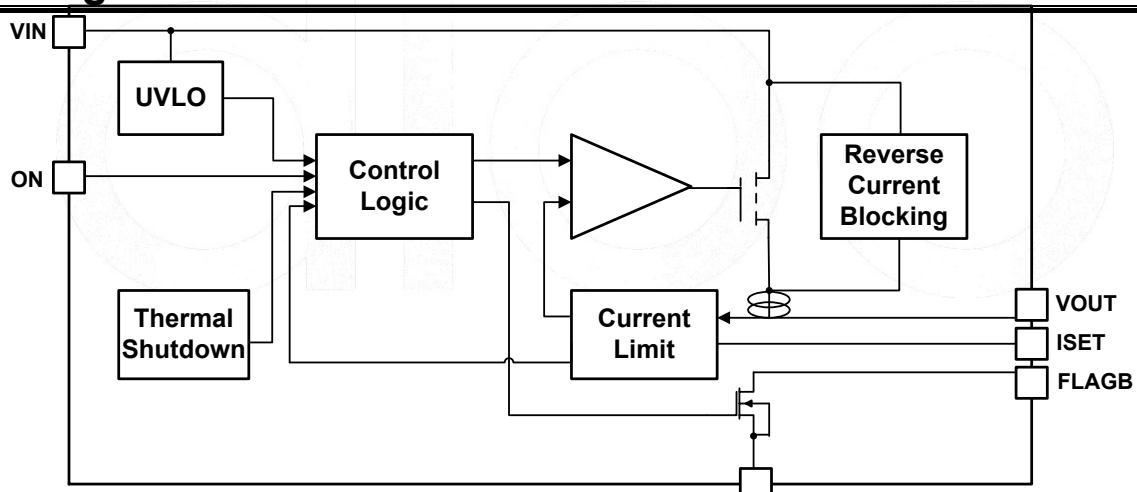 VIN
UVLO
ON
Control
Logic
Reverse
Current
Blocking
Thermal
Shutdown
Current
Limit
VOUT
ISET
FLAGB